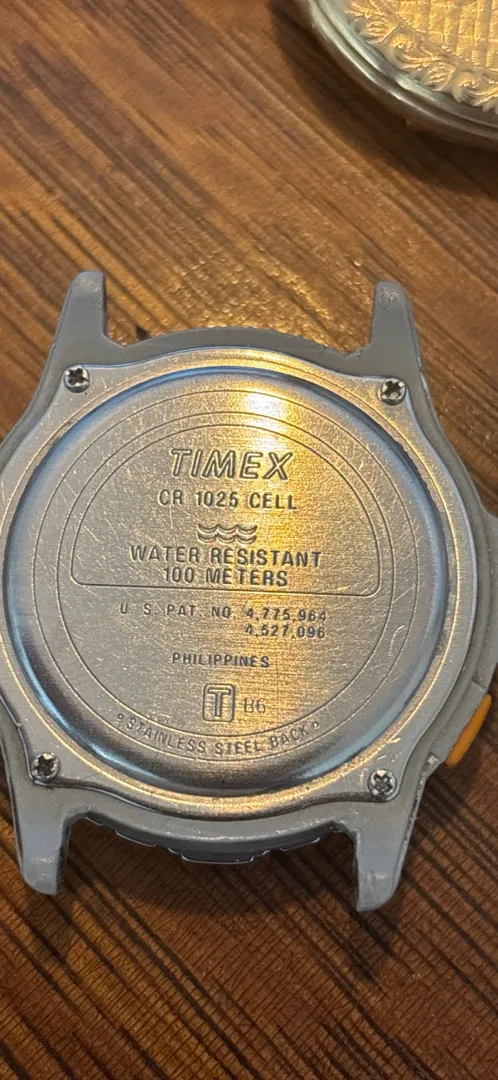 TIMEX
CR 1025 CELL
WATER RESISTANT
100 METERS
U. S. PAT. NO. 4,775,964
4,527,096
PHILIPPINES
T B6
STAINLESS STEEL BACK